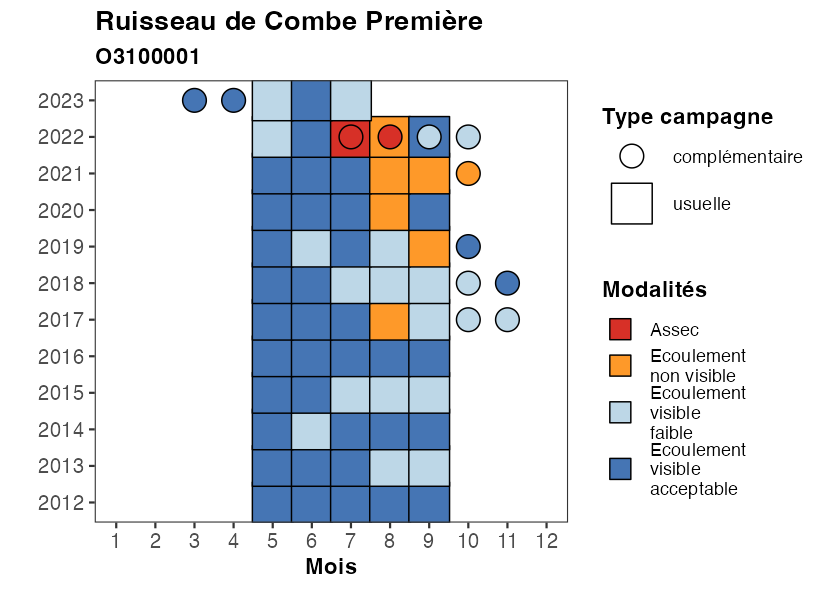 Ruisseau de Combe Première
O3100001
2023
2022
2021
2020
2019
2018
2017
2016
2015
2014
2013
2012
1 2 3 4 5 6 7 8 9 10 11 12
Mois
Type campagne
complémentaire
usuelle
Modalités
Assec
Ecoulement
non visible
Ecoulement
visible
faible
Ecoulement
visible
acceptable